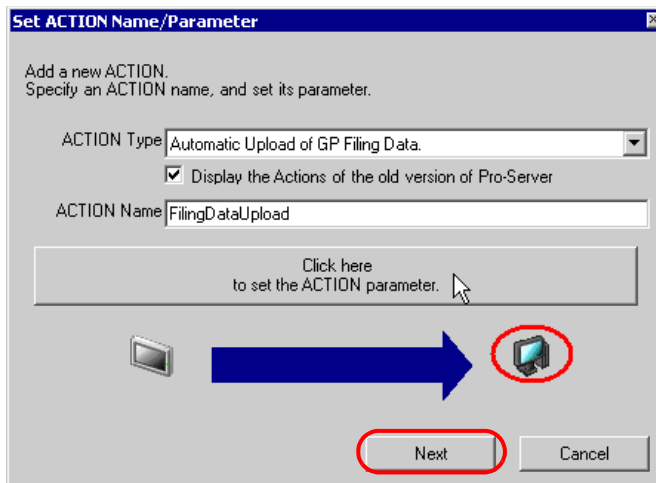 Set ACTION Name/Parameter
Add a new ACTION.
Specify an ACTION name, and set its parameter.
ACTION Type Automatic Upload of GP Filing Data.
Display the Actions of the old version of Pro-Server
ACTION Name FilingDataUpload
Click here
to set the ACTION parameter.
Next Cancel